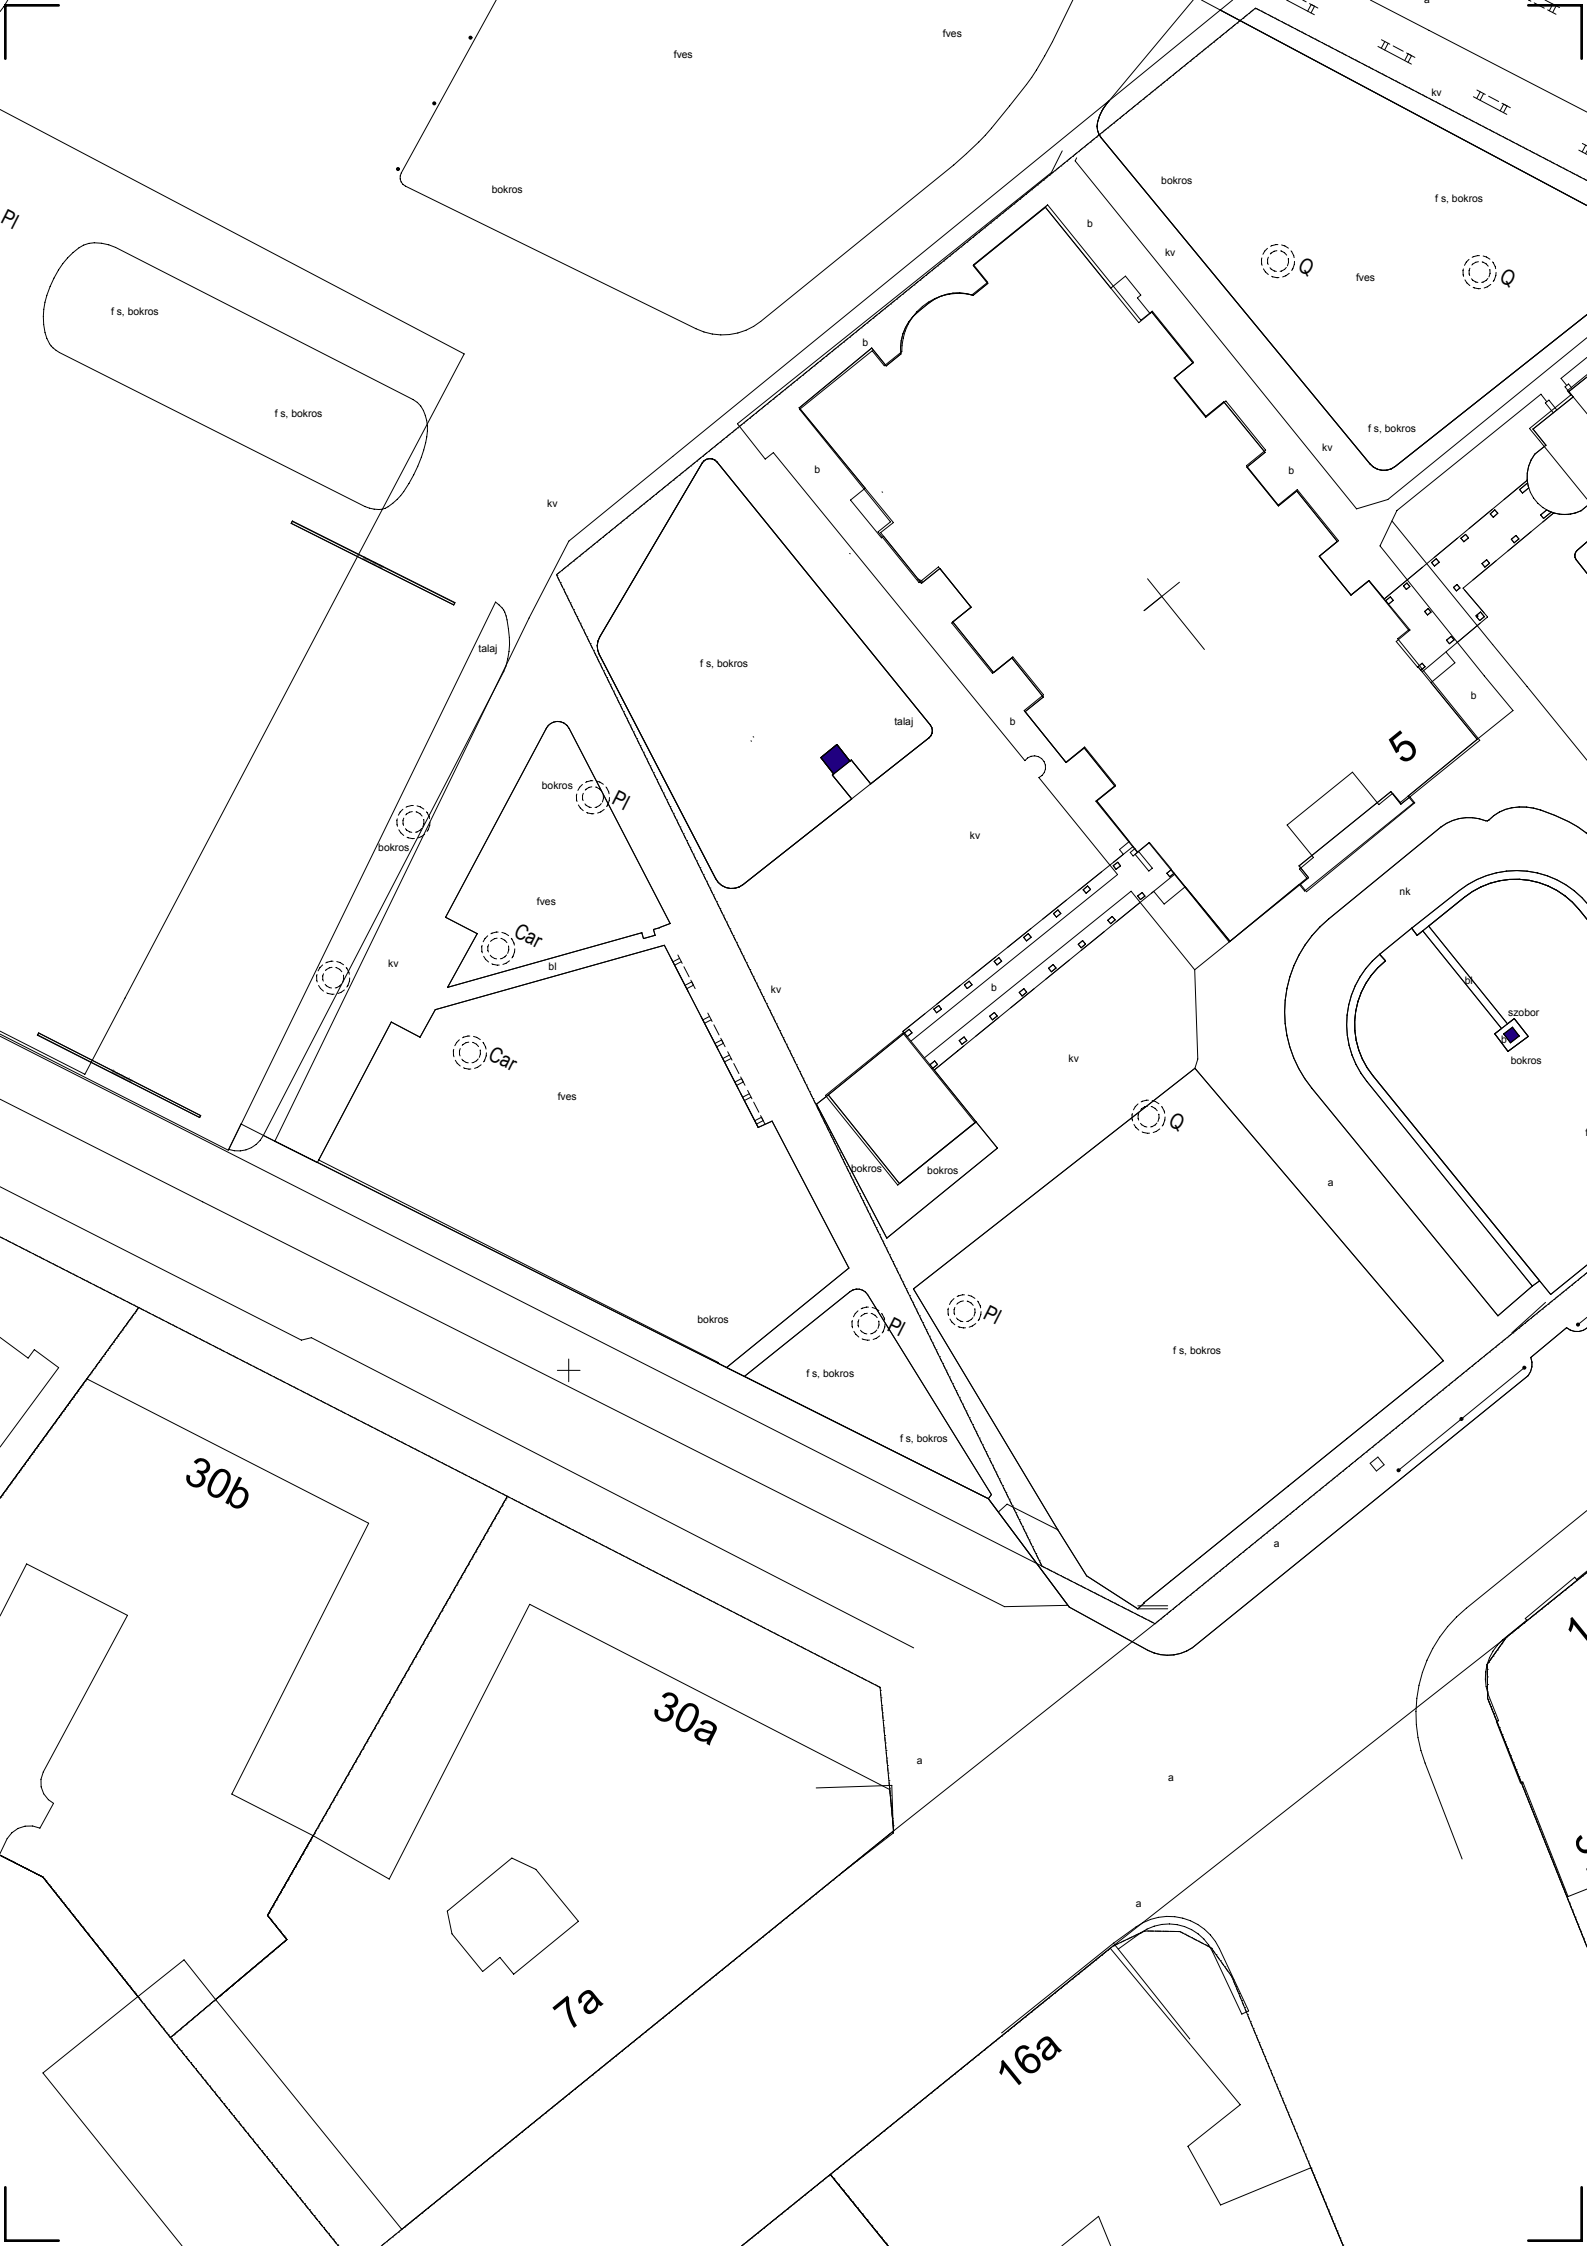 a
fves
fves
kv
bokros
bokros
f s, bokros
Pl
b
kv
Q
fves
Q
f s, bokros
b
f s, bokros
f s, bokros
kv
b
b
kv
talaj
f s, bokros
b
talaj
b
5
bokros
Pl
kv
bokros
nk
fves
Car
kv
bl
kv
b
bl
szobor
b
bokros
Car
kv
fves
Q
bokros
bokros
a
Pl
Pl
bokros
f s, bokros
f s, bokros
f s, bokros
30b
a
30a
a
a
a
7a
16a